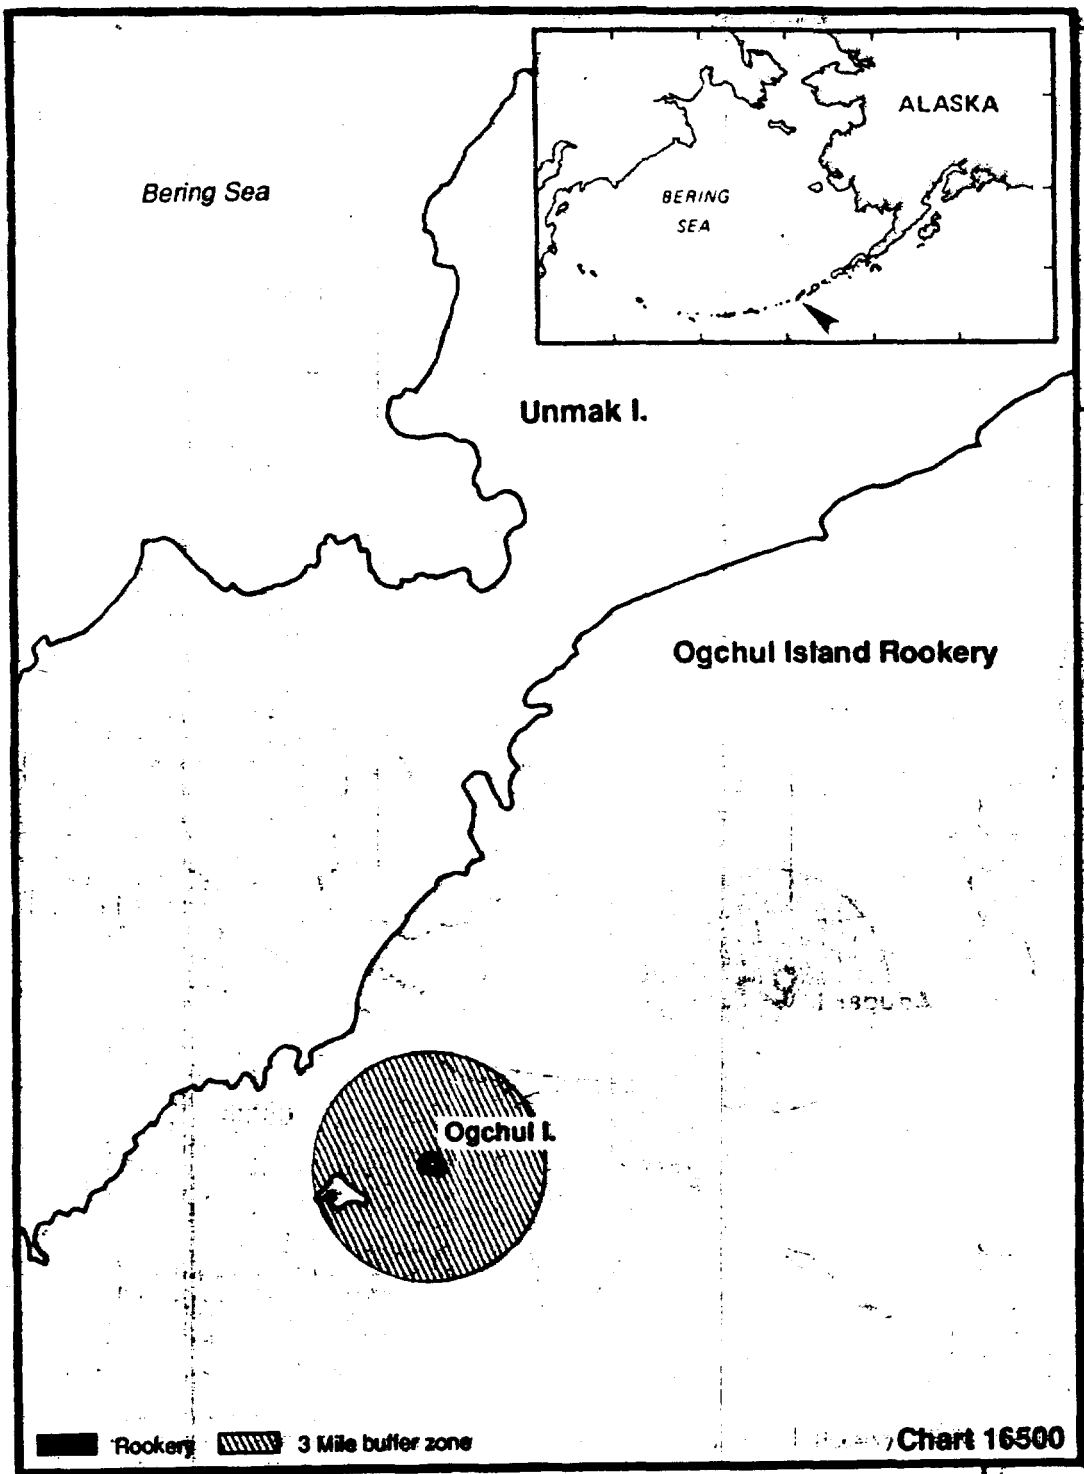 ALASKA
Bering Sea
BERING
SEA
Unmak I.
Ogchul Island Rookery
Ogchul I.
Rookery
3 Mile buffer zone
Chart 16500